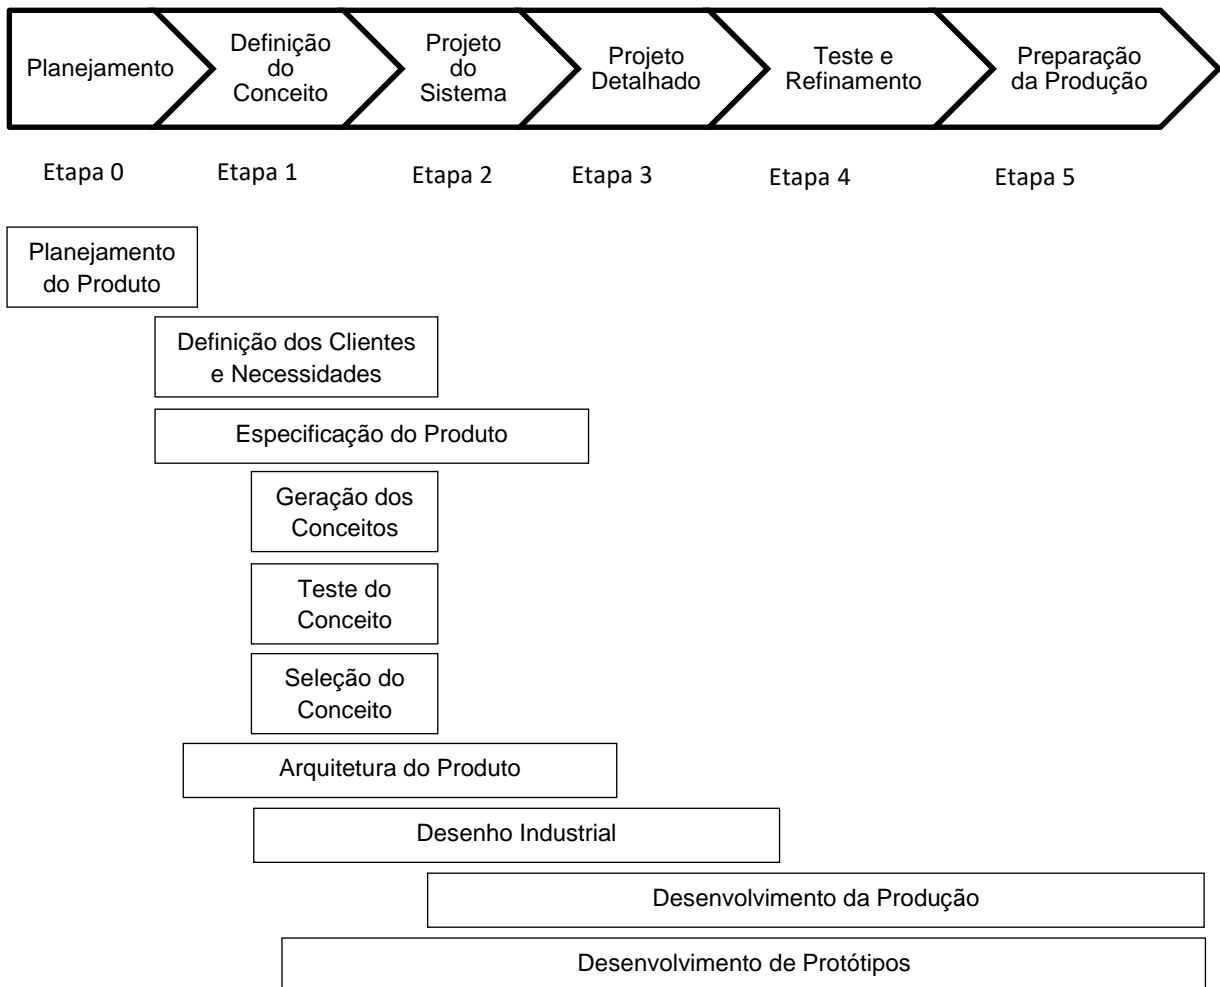 Planejamento
Definição
do
Conceito
Projeto
do
Sistema
Projeto
Detalhado
Teste e
Refinamento
Preparação
da Produção
Etapa 0
Etapa 1
Etapa 2
Etapa 3
Etapa 4
Etapa 5
Planejamento
do Produto
Definição dos Clientes
e Necessidades
Especificação do Produto
Geração dos
Conceitos
Teste do
Conceito
Seleção do
Conceito
Arquitetura do Produto
Desenho Industrial
Desenvolvimento da Produção
Desenvolvimento de Protótipos